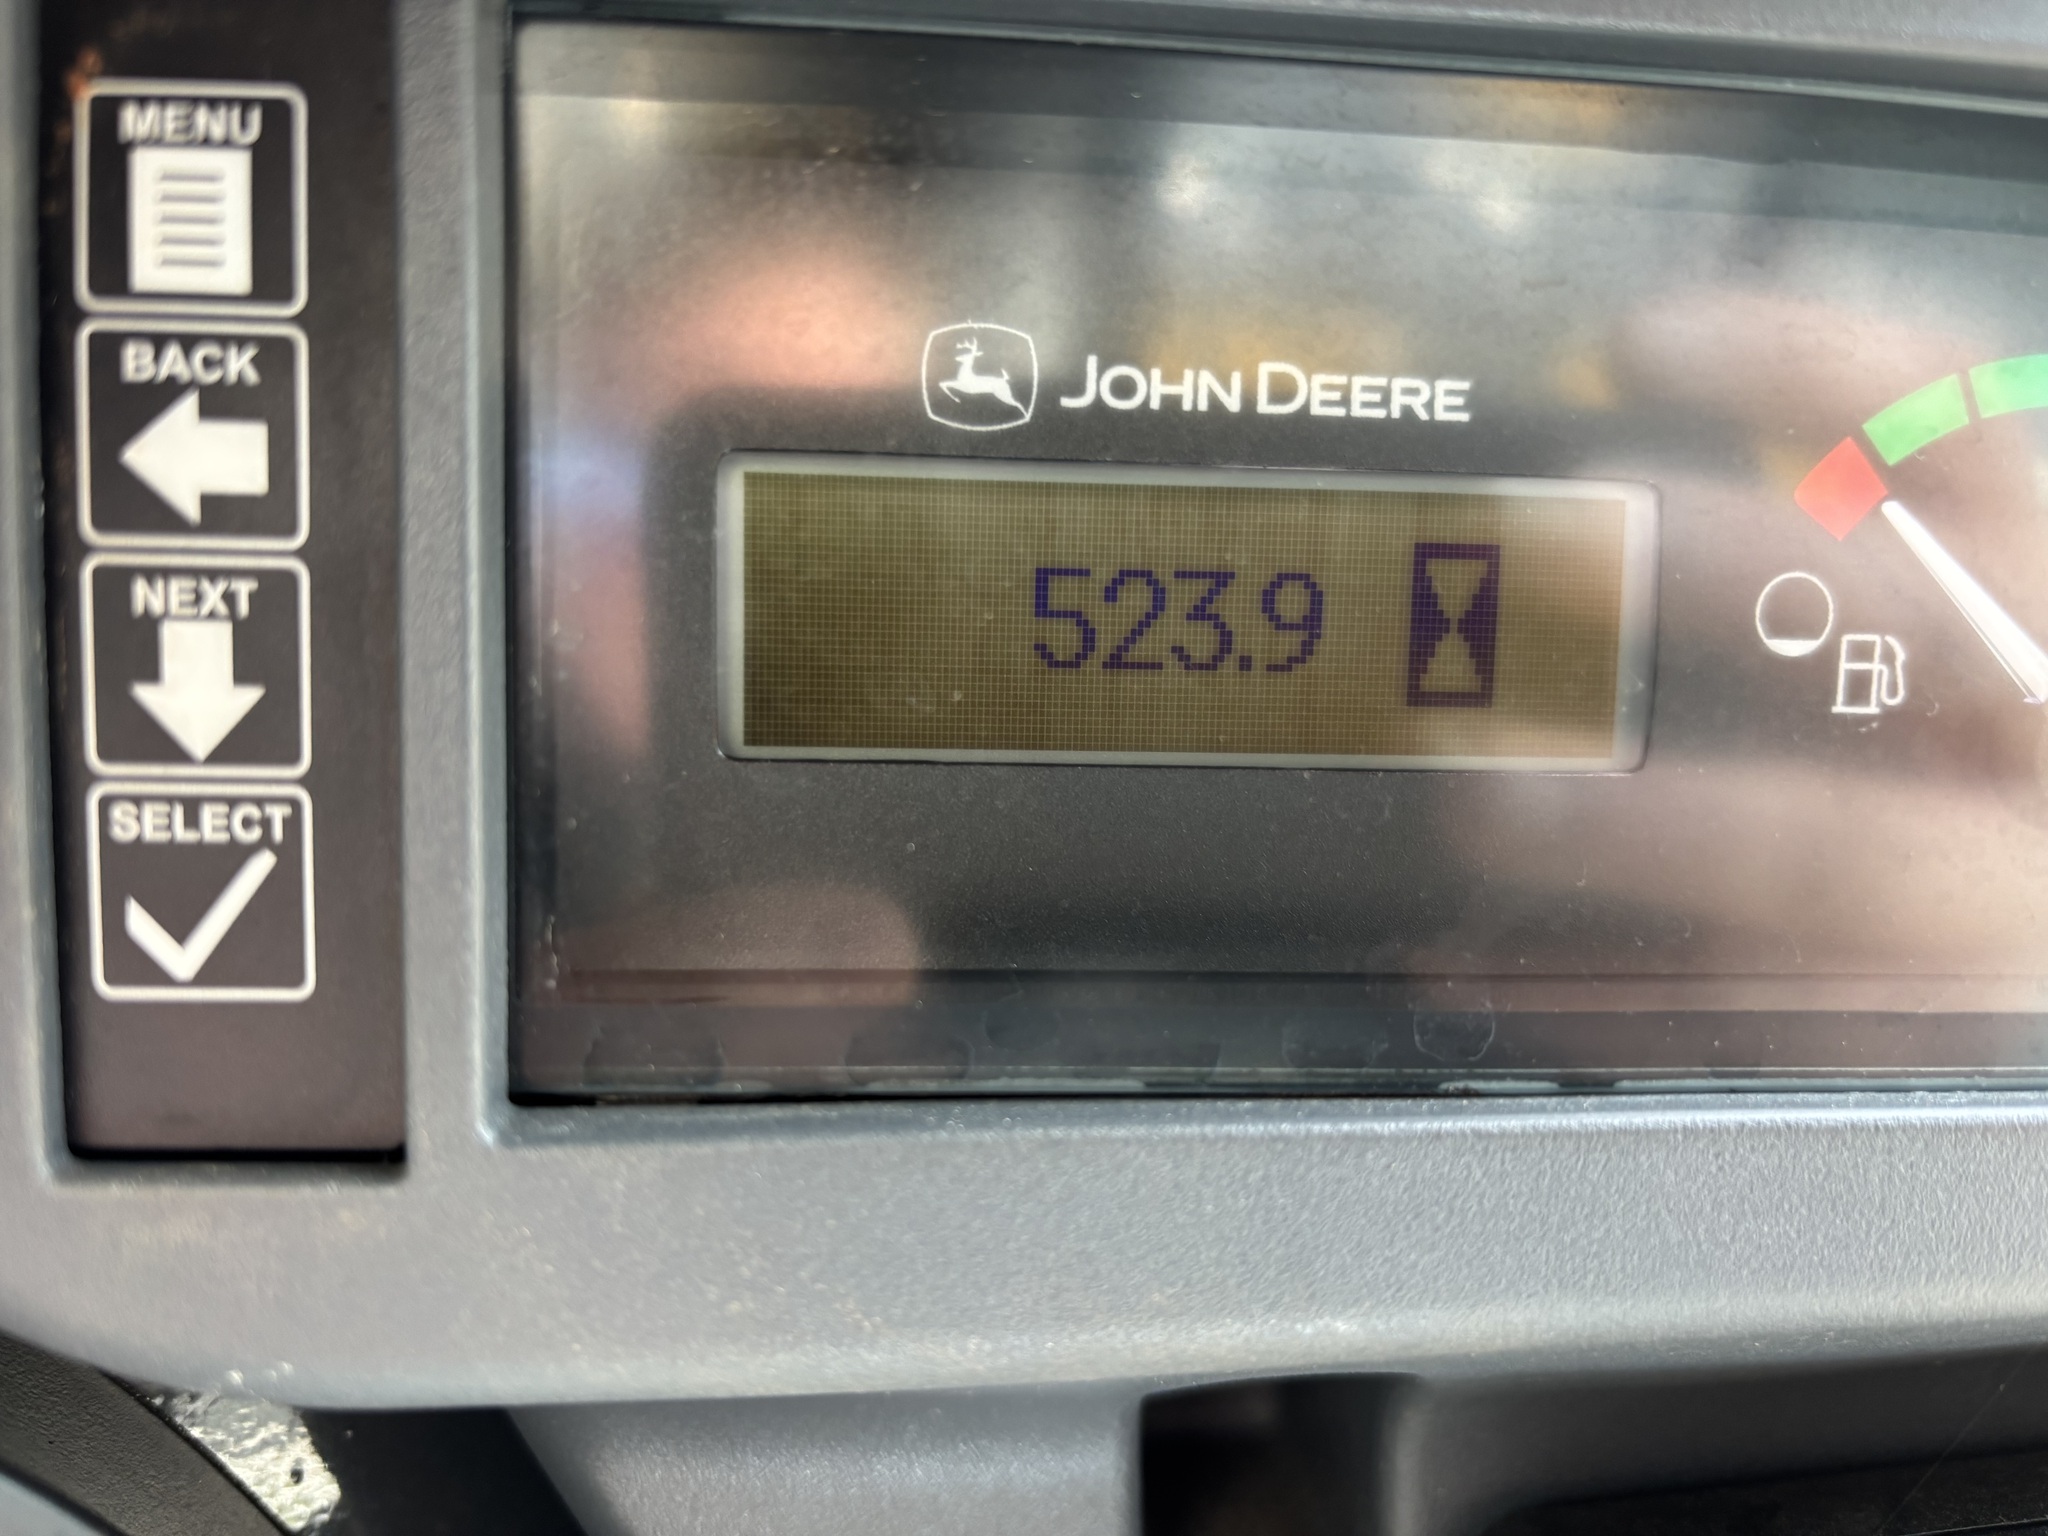 MENU
BACK
NEXT
SELECT
JOHN DEERE
523.9